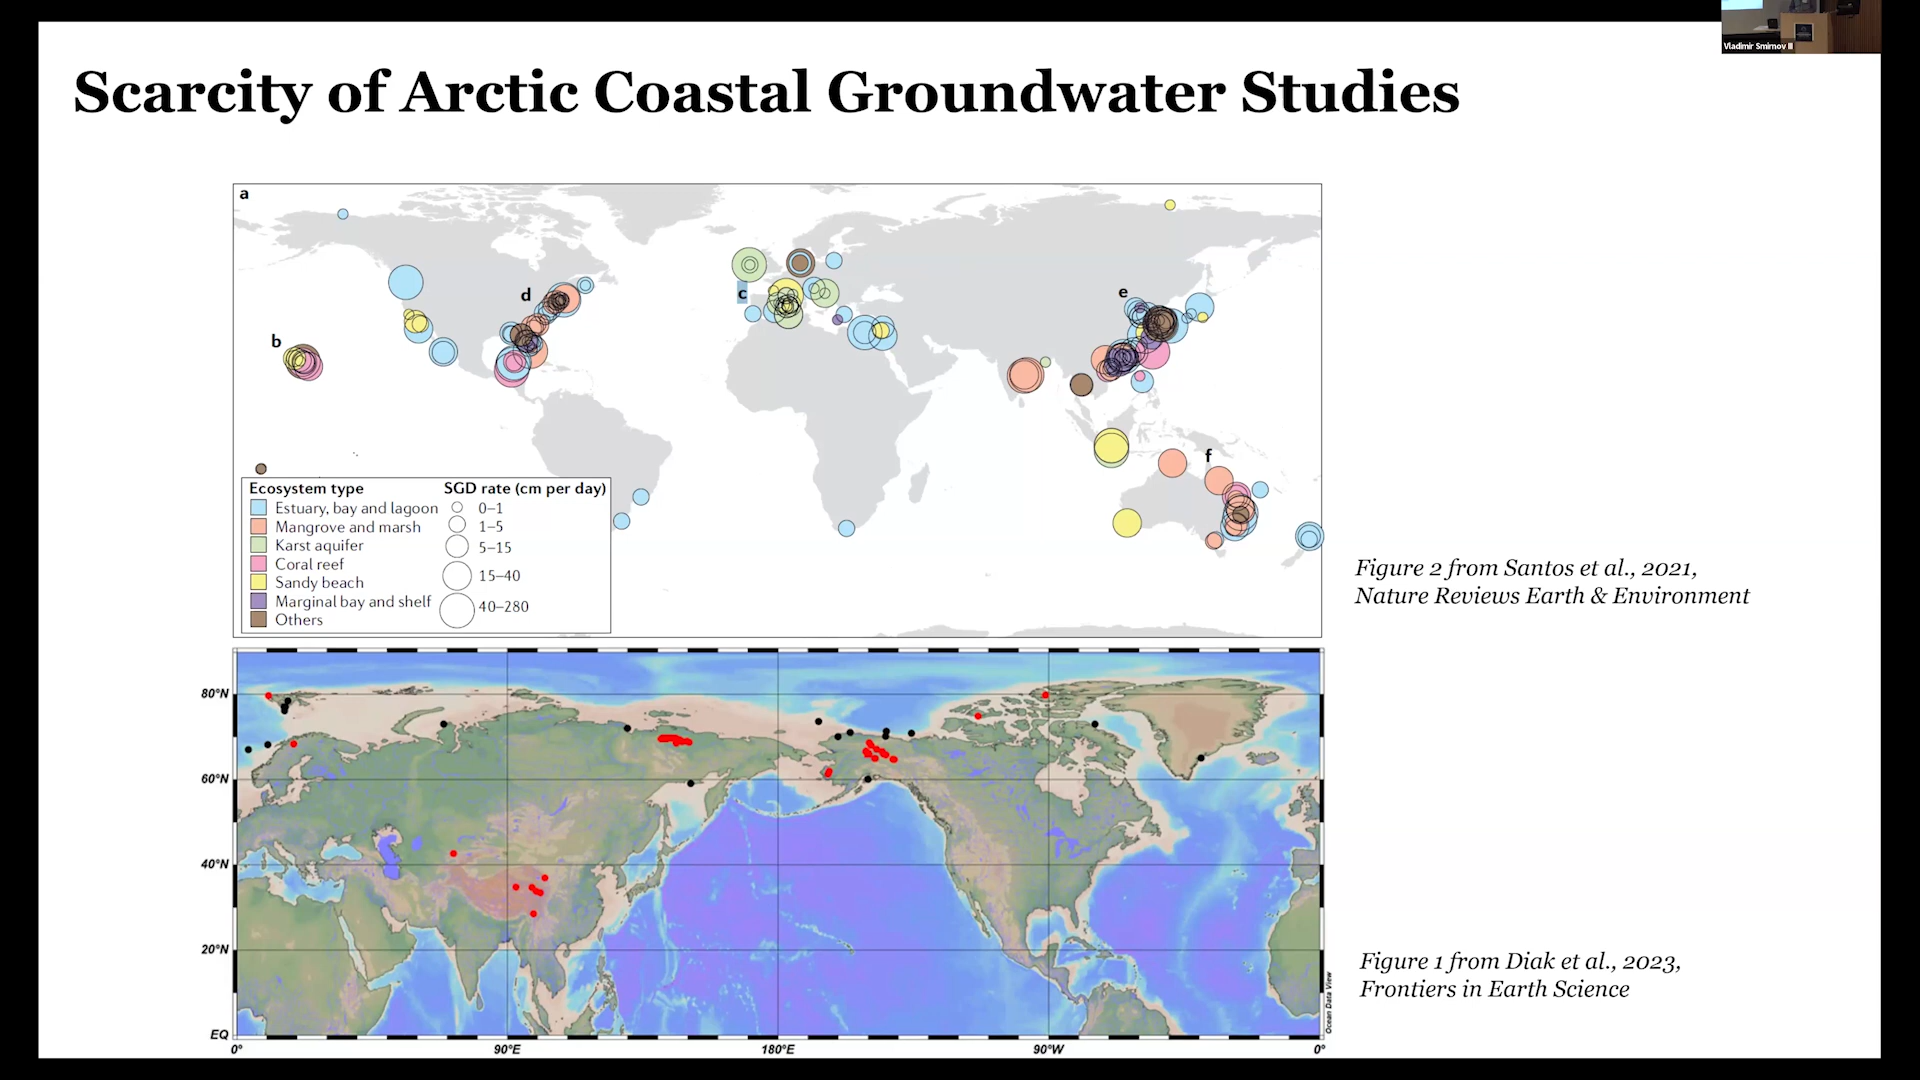 Vladimir Smirnov II
Scarcity of Arctic Coastal Groundwater Studies
a
b
c
d
e
f
Ecosystem type
Estuary, bay and lagoon
Mangrove and marsh
Karst aquifer
Coral reef
Sandy beach
Marginal bay and shelf
Others
SGD rate (cm per day)
0–1
1–5
5–15
15–40
40–280
Figure 2 from Santos et al., 2021,
Nature Reviews Earth & Environment
80°N
60°N
40°N
20°N
EQ
0°
90°E
180°E
90°W
0°
Ocean Data View
Figure 1 from Diak et al., 2023,
Frontiers in Earth Science